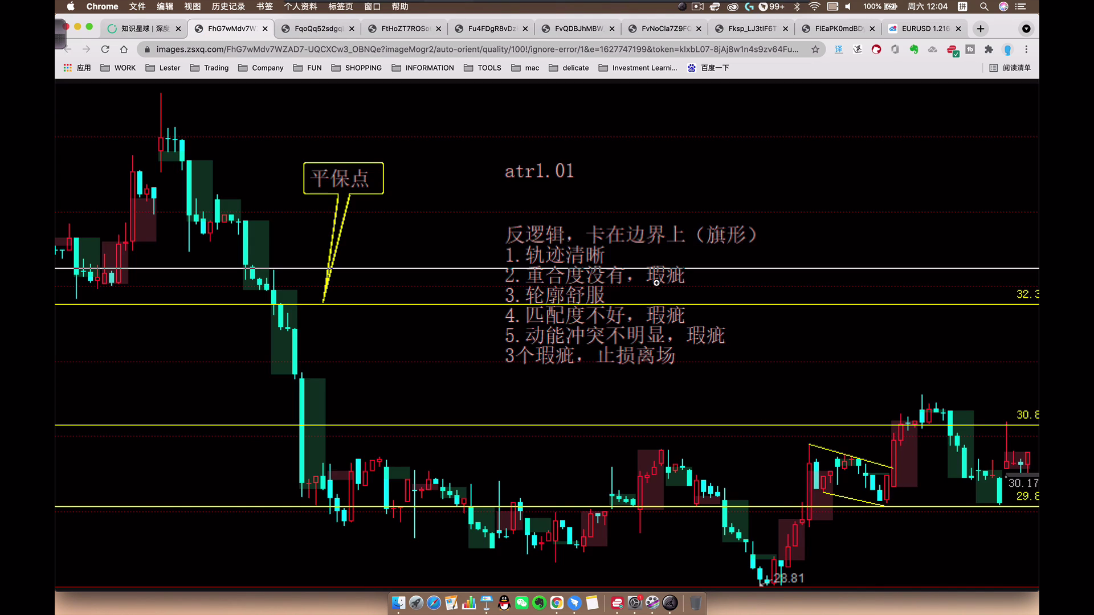 Chrome 文件 编辑 视图 历史记录 书签 个人资料 标签页 窗口 帮助 99+ 100% 周六 12:04
知识星球 | 深度 FhG7wMdv7 FqoQq52sdgq FtHoZT7ROSo Fu4FDgR8vDz FvQDBJhMBW FvNoCla7Z9F Fksp_LJ3tF6T FlEaPK0mdBD EURUSD 1.216
images.zsxq.com/FhG7wMdv7WZAD7-UQCXCw3_OBNQe?imageMogr2/auto-orient/quality/100!/ignore-error/1&e=1627747199&token=
应用 WORK Lester Trading Company FUN SHOPPING INFORMATION TOOLS mac delicate Investment Learni... 百度一下 阅读清单
平保点
atr1.01
反逻辑，卡在边界上（旗形）
1.轨迹清晰
2.重合度没有，瑕疵
3.轮廓舒服
4.匹配度不好，瑕疵
5.动能冲突不明显，瑕疵
3个瑕疵，止损离场
32.3
30.8
30.17
29.8
28.81